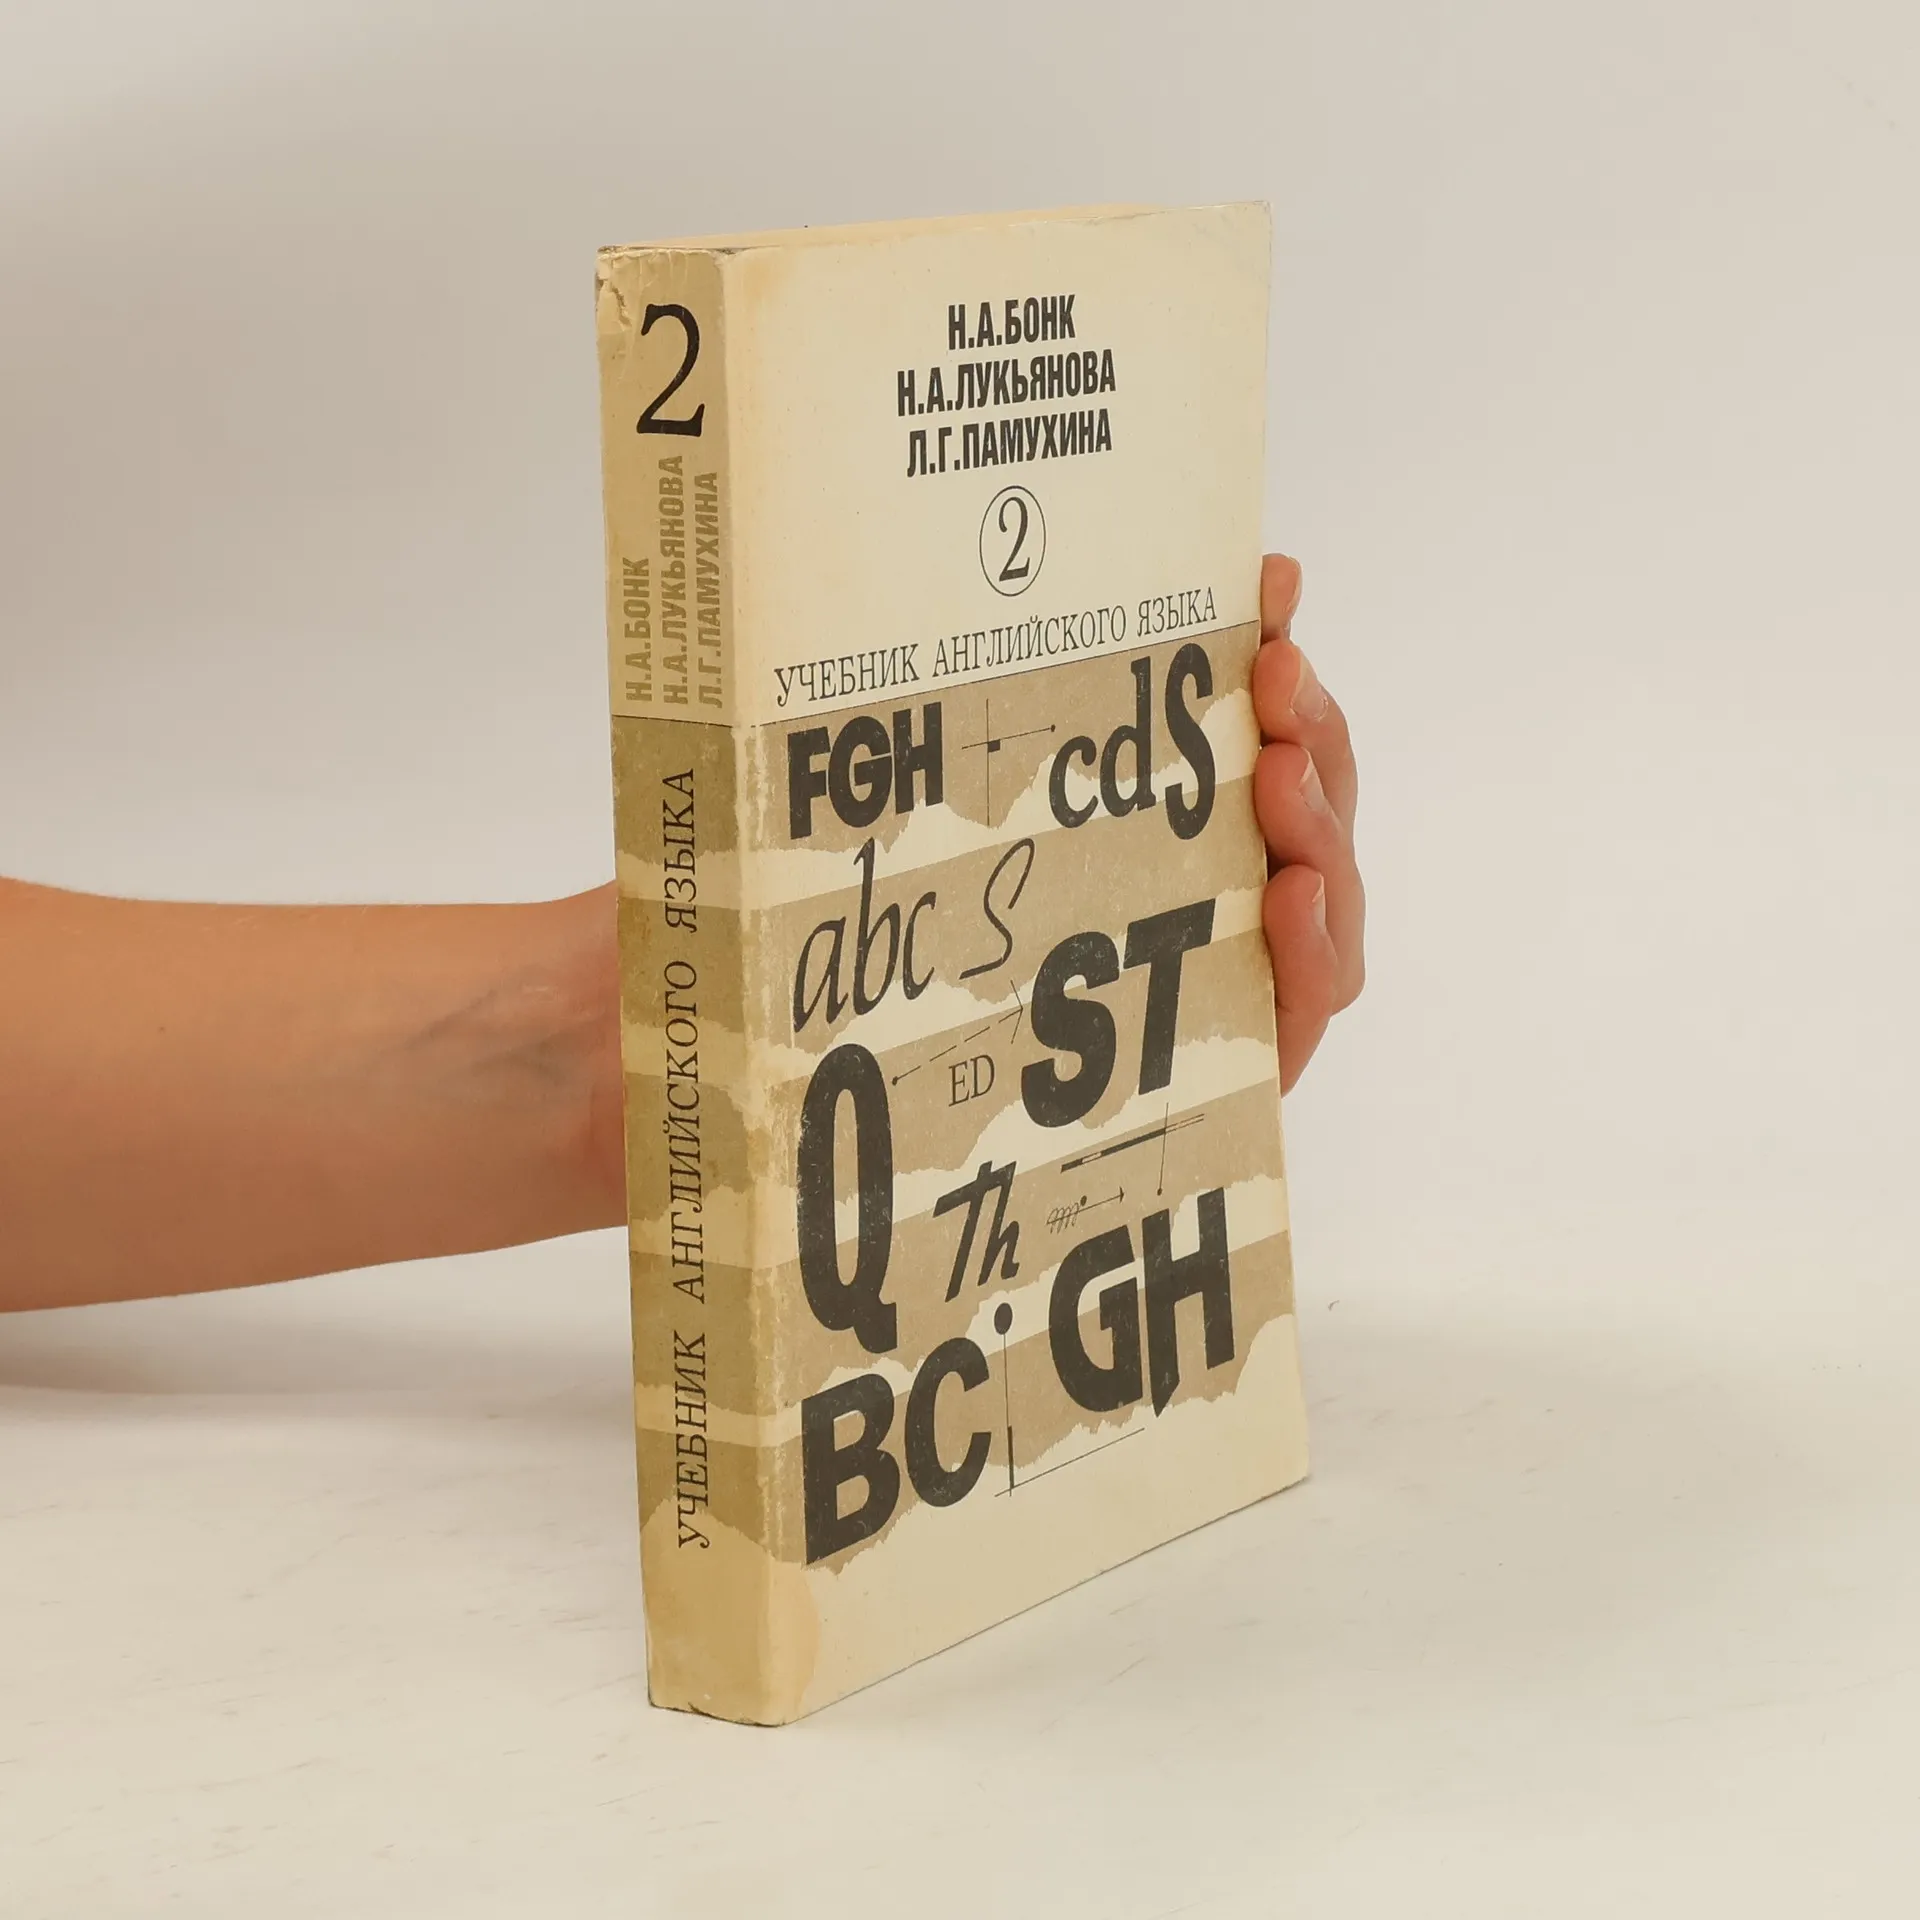 2
Н.А.БОНК
Н.А.ЛУКЬЯНОВА
Л.Г.ПАМУХИНА
УЧЕБНИК АНГЛИЙСКОГО ЯЗЫКА
Н.А.БОНК
Н.А.ЛУКЬЯНОВА
Л.Г.ПАМУХИНА
2
УЧЕБНИК АНГЛИЙСКОГО ЯЗЫКА
FGH cdS
abc S
ST
Q ED
Th
GH
BC